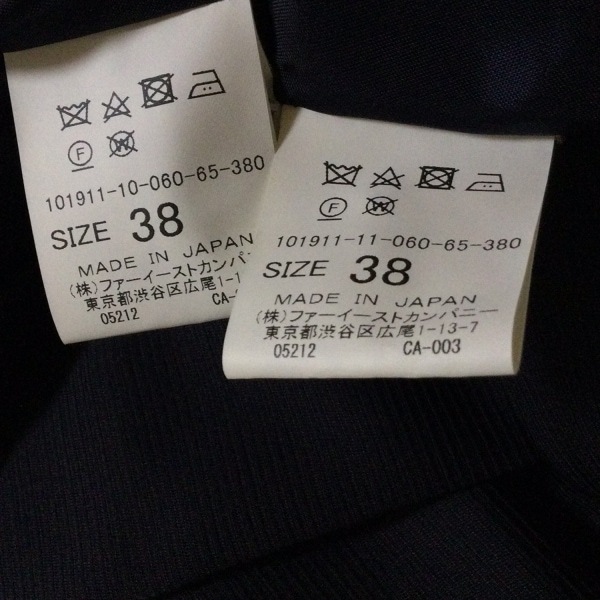 F W
101911-10-060-65-380
SIZE 38
MADE IN JAPAN
(株)ファーイーストカンパニ
東京都渋谷区広尾1-1
05212 CA-
F W
101911-11-060-65-380
SIZE 38
MADE IN JAPAN
(株)ファーイーストカンパニー
東京都渋谷区広尾1-13-7
05212 CA-003